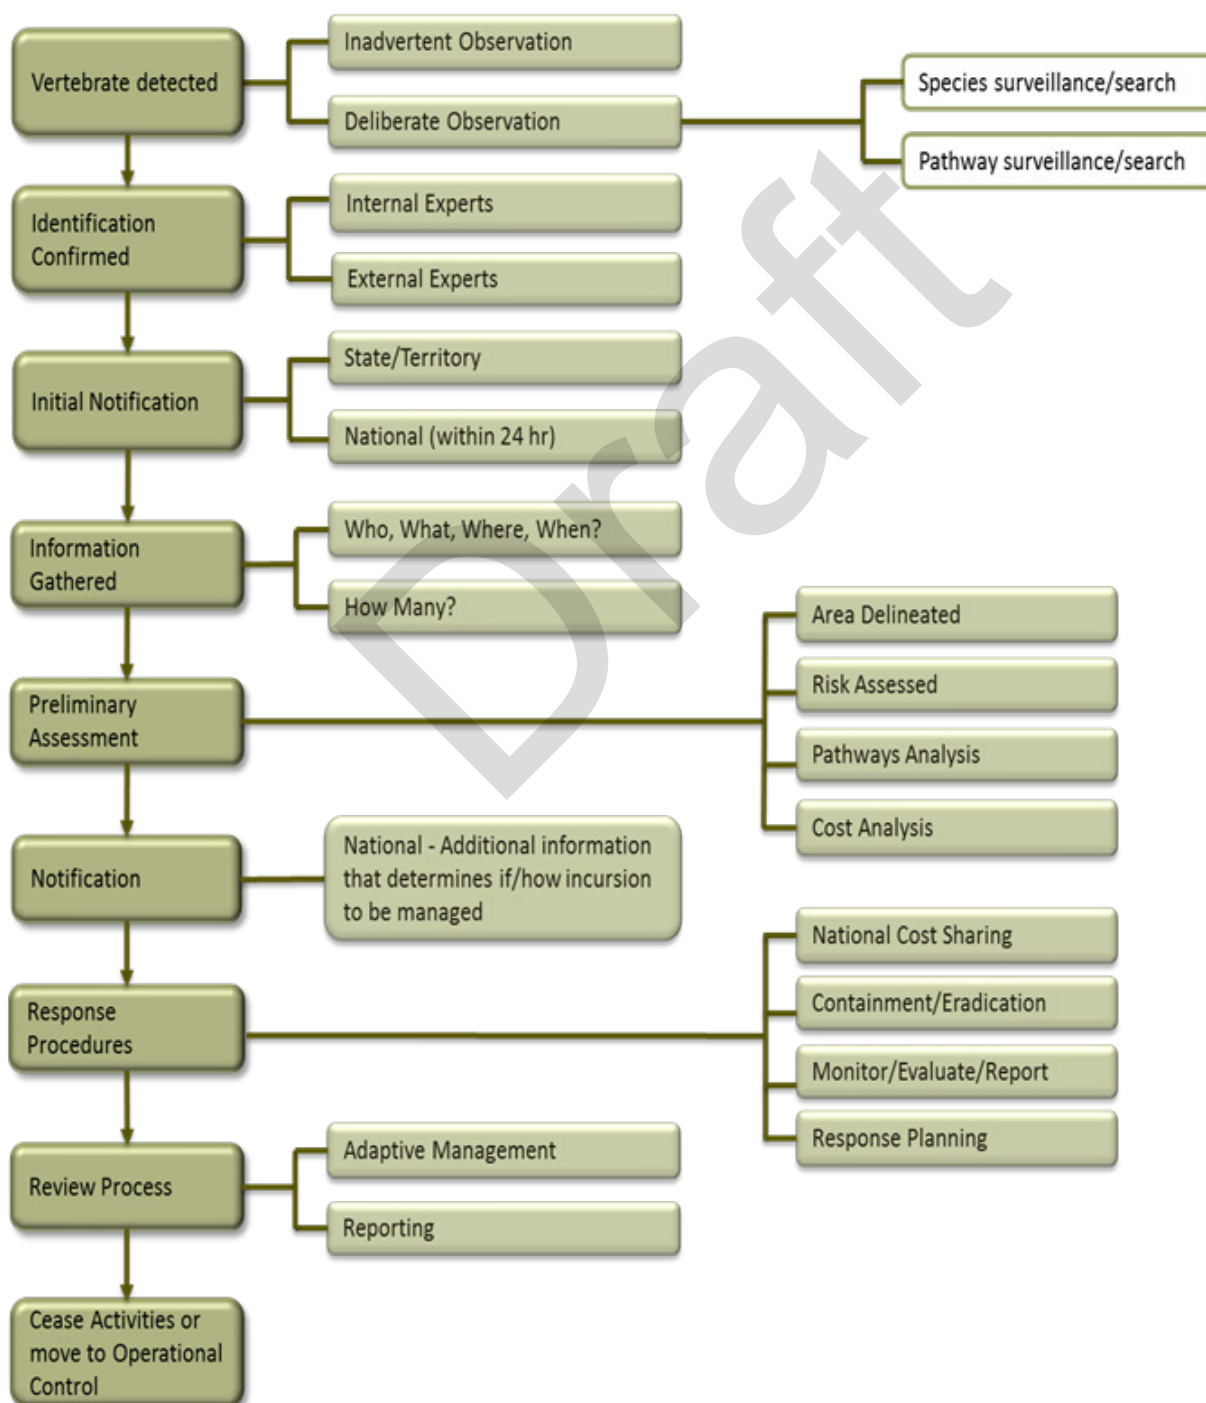 Vertebrate detected
Inadvertent Observation
Deliberate Observation
Species surveillance/search
Pathway surveillance/search
Identification
Confirmed
Internal Experts
External Experts
Initial Notification
State/Territory
National (within 24 hr)
Information
Gathered
Who, What, Where, When?
How Many?
Preliminary
Assessment
Area Delineated
Risk Assessed
Pathways Analysis
Cost Analysis
Notification
National - Additional information
that determines if/how incursion
to be managed
Response
Procedures
National Cost Sharing
Containment/Eradication
Monitor/Evaluate/Report
Response Planning
Review Process
Adaptive Management
Reporting
Cease Activities or
move to Operational
Control
Draft